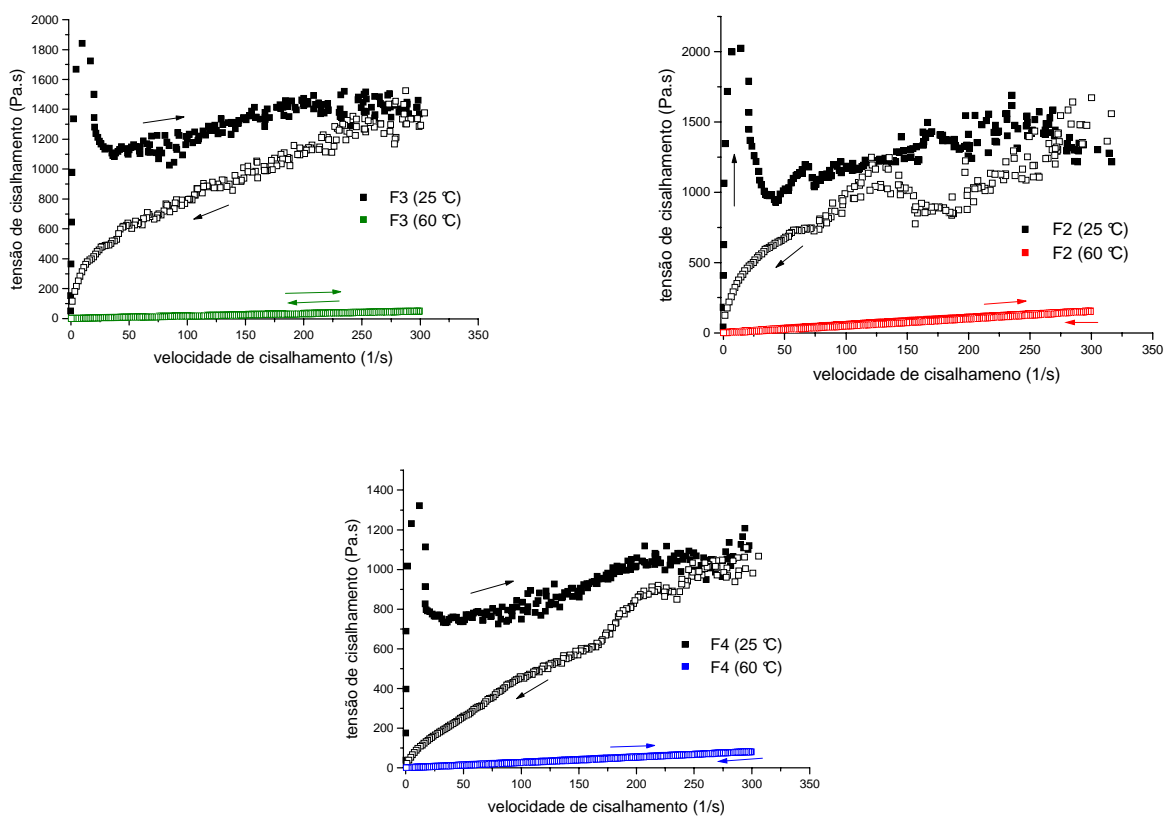 2000
1800
1600
1400
1200
1000
800
600
400
200
0
tensão de cisalhamento (Pa.s)
F3 (25 °C)
F3 (60 °C)
0 50 100 150 200 250 300 350
velocidade de cisalhamento (1/s)
2000
1500
1000
500
0
tensão de cisalhamento (Pa.s)
F2 (25 °C)
F2 (60 °C)
0 50 100 150 200 250 300 350
velocidade de cisalhameno (1/s)
1400
1200
1000
800
600
400
200
0
tensão de cisalhamento (Pa.s)
F4 (25 °C)
F4 (60 °C)
0 50 100 150 200 250 300 350
velocidade de cisalhamento (1/s)